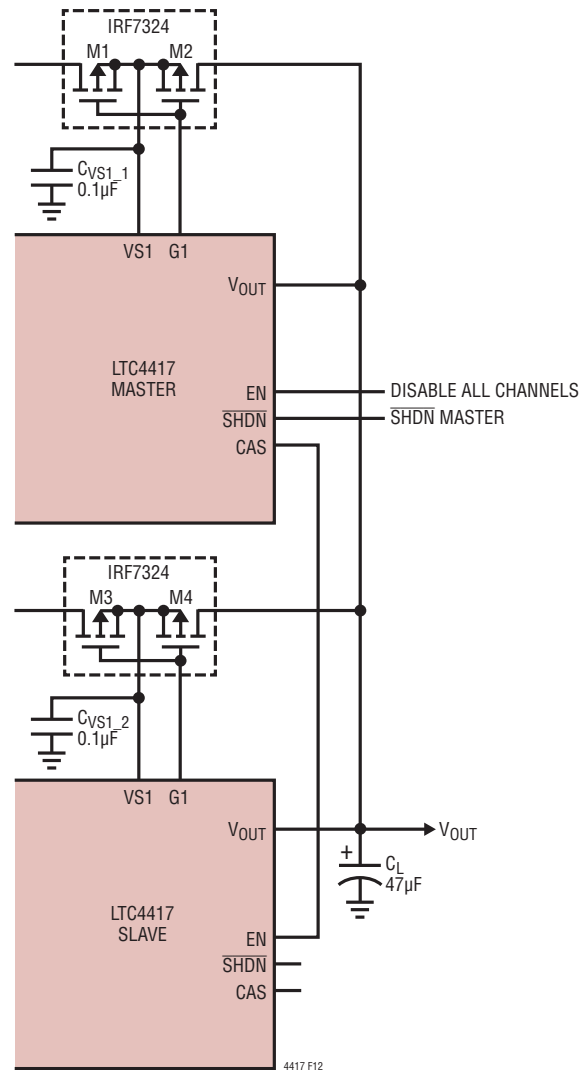 IRF7324
M1 M2
CVS1_1
0.1µF
VS1 G1
VOUT
LTC4417
MASTER
EN
DISABLE ALL CHANNELS
SHDN
SHDN MASTER
CAS
IRF7324
M3 M4
CVS1_2
0.1µF
VS1 G1
VOUT
VOUT
+
CL
47µF
LTC4417
SLAVE
EN
SHDN
CAS
4417 F12